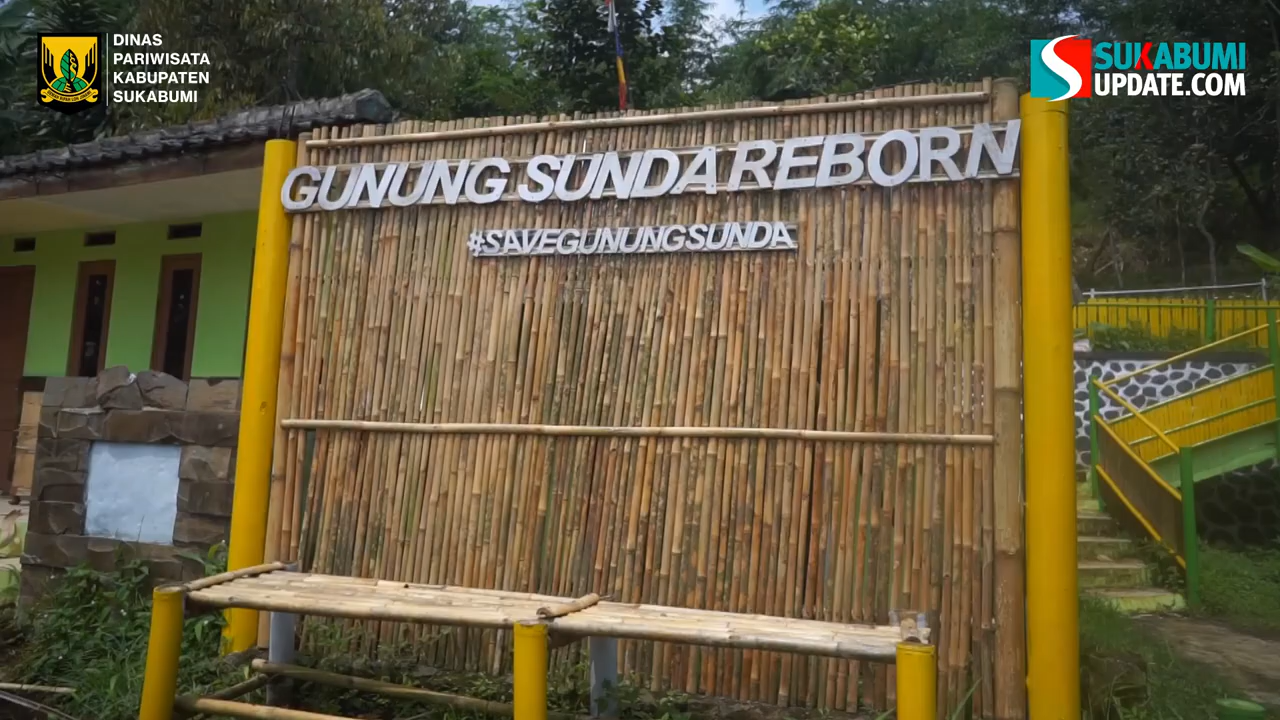 DINAS
PARIWISATA
KABUPATEN
SUKABUMI
SUKABUMI
UPDATE.COM
GUNUNG SUNDA REBORN
#SAVEGUNUNGSUNDA